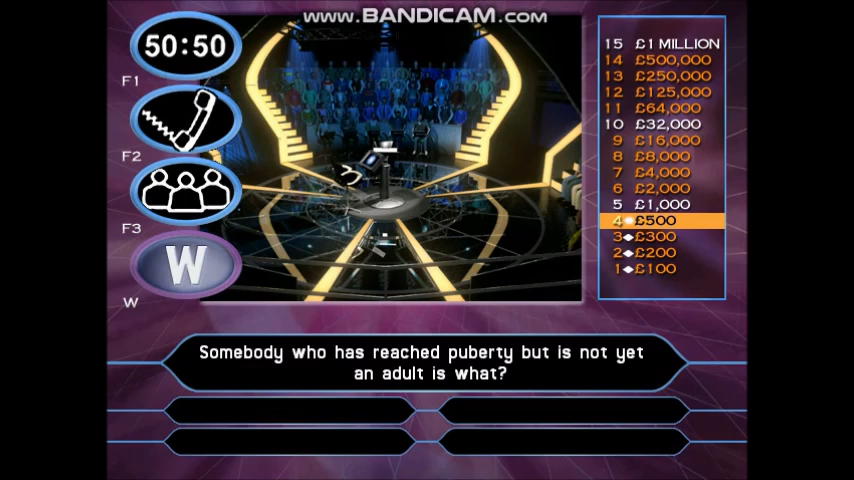 www.BANDICAM.com
50:50
F1
F2
F3
W
W
15 £1 MILLION
14 £500,000
13 £250,000
12 £125,000
11 £64,000
10 £32,000
9 £16,000
8 £8,000
7 £4,000
6 £2,000
5 £1,000
4◆£500
3◆£300
2◆£200
1◆£100
Somebody who has reached puberty but is not yet
an adult is what?